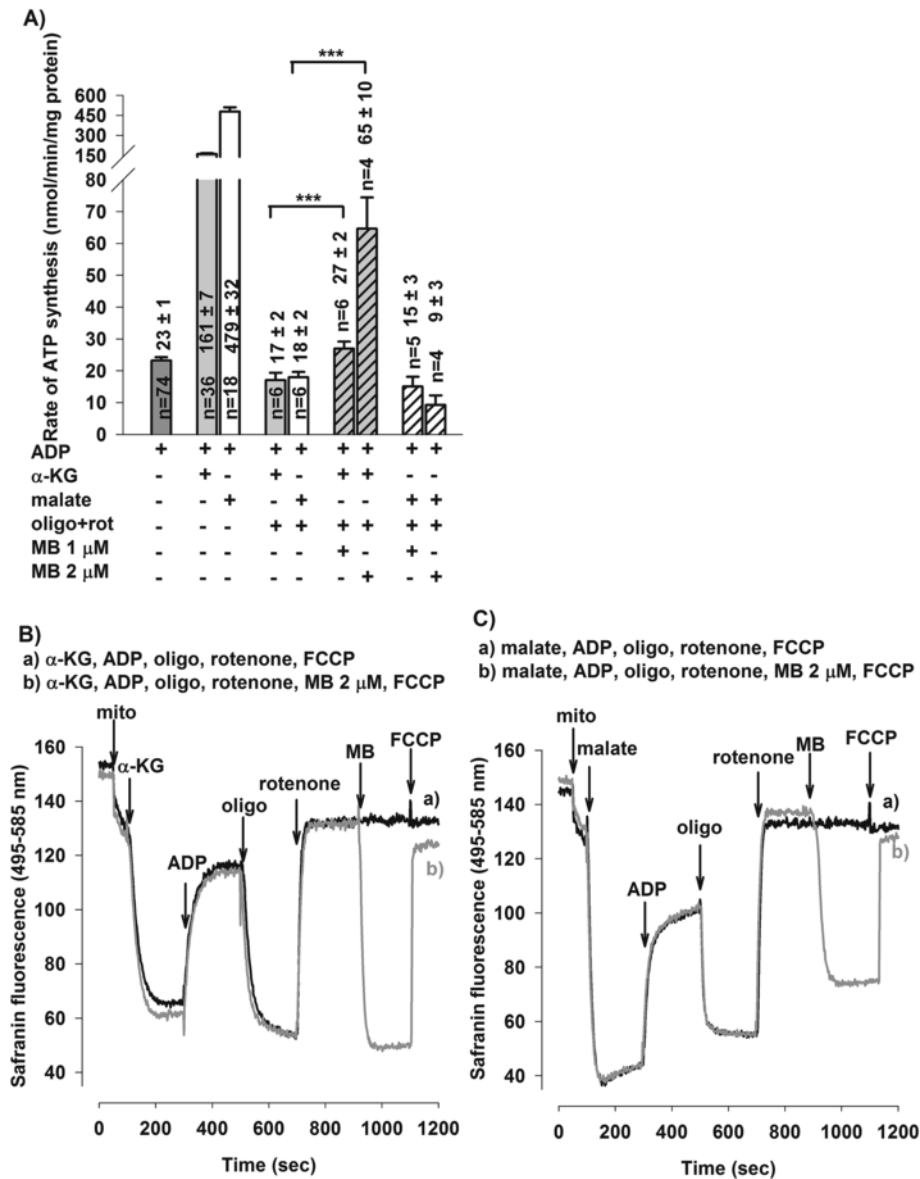 A)
Rate of ATP synthesis (nmol/min/mg protein)
600
450
300
150
80
70
60
50
40
30
20
10
0
***
***
n=74 23 ± 1
n=36 161 ± 7
n=18 479 ± 32
n=6 17 ± 2
n=6 18 ± 2
n=6 27 ± 2
n=4 65 ± 10
n=5 15 ± 3
n=4 9 ± 3
ADP + + + + + + + + +
α-KG - + - + - + + - -
malate - - + - + - - + +
oligo+rot - - - + + + + + +
MB 1 μM - - - - - + - + -
MB 2 μM - - - - - - + - +
B)
a) α-KG, ADP, oligo, rotenone, FCCP
b) α-KG, ADP, oligo, rotenone, MB 2 μM, FCCP
Safranin fluorescence (495-585 nm)
160
140
120
100
80
60
40
mito
α-KG
ADP
oligo
rotenone
MB
FCCP
a)
b)
0 200 400 600 800 1000 1200
Time (sec)
C)
a) malate, ADP, oligo, rotenone, FCCP
b) malate, ADP, oligo, rotenone, MB 2 μM, FCCP
Safranin fluorescence (495-585 nm)
160
140
120
100
80
60
40
mito
malate
ADP
oligo
rotenone
MB
FCCP
a)
b)
0 200 400 600 800 1000 1200
Time (sec)